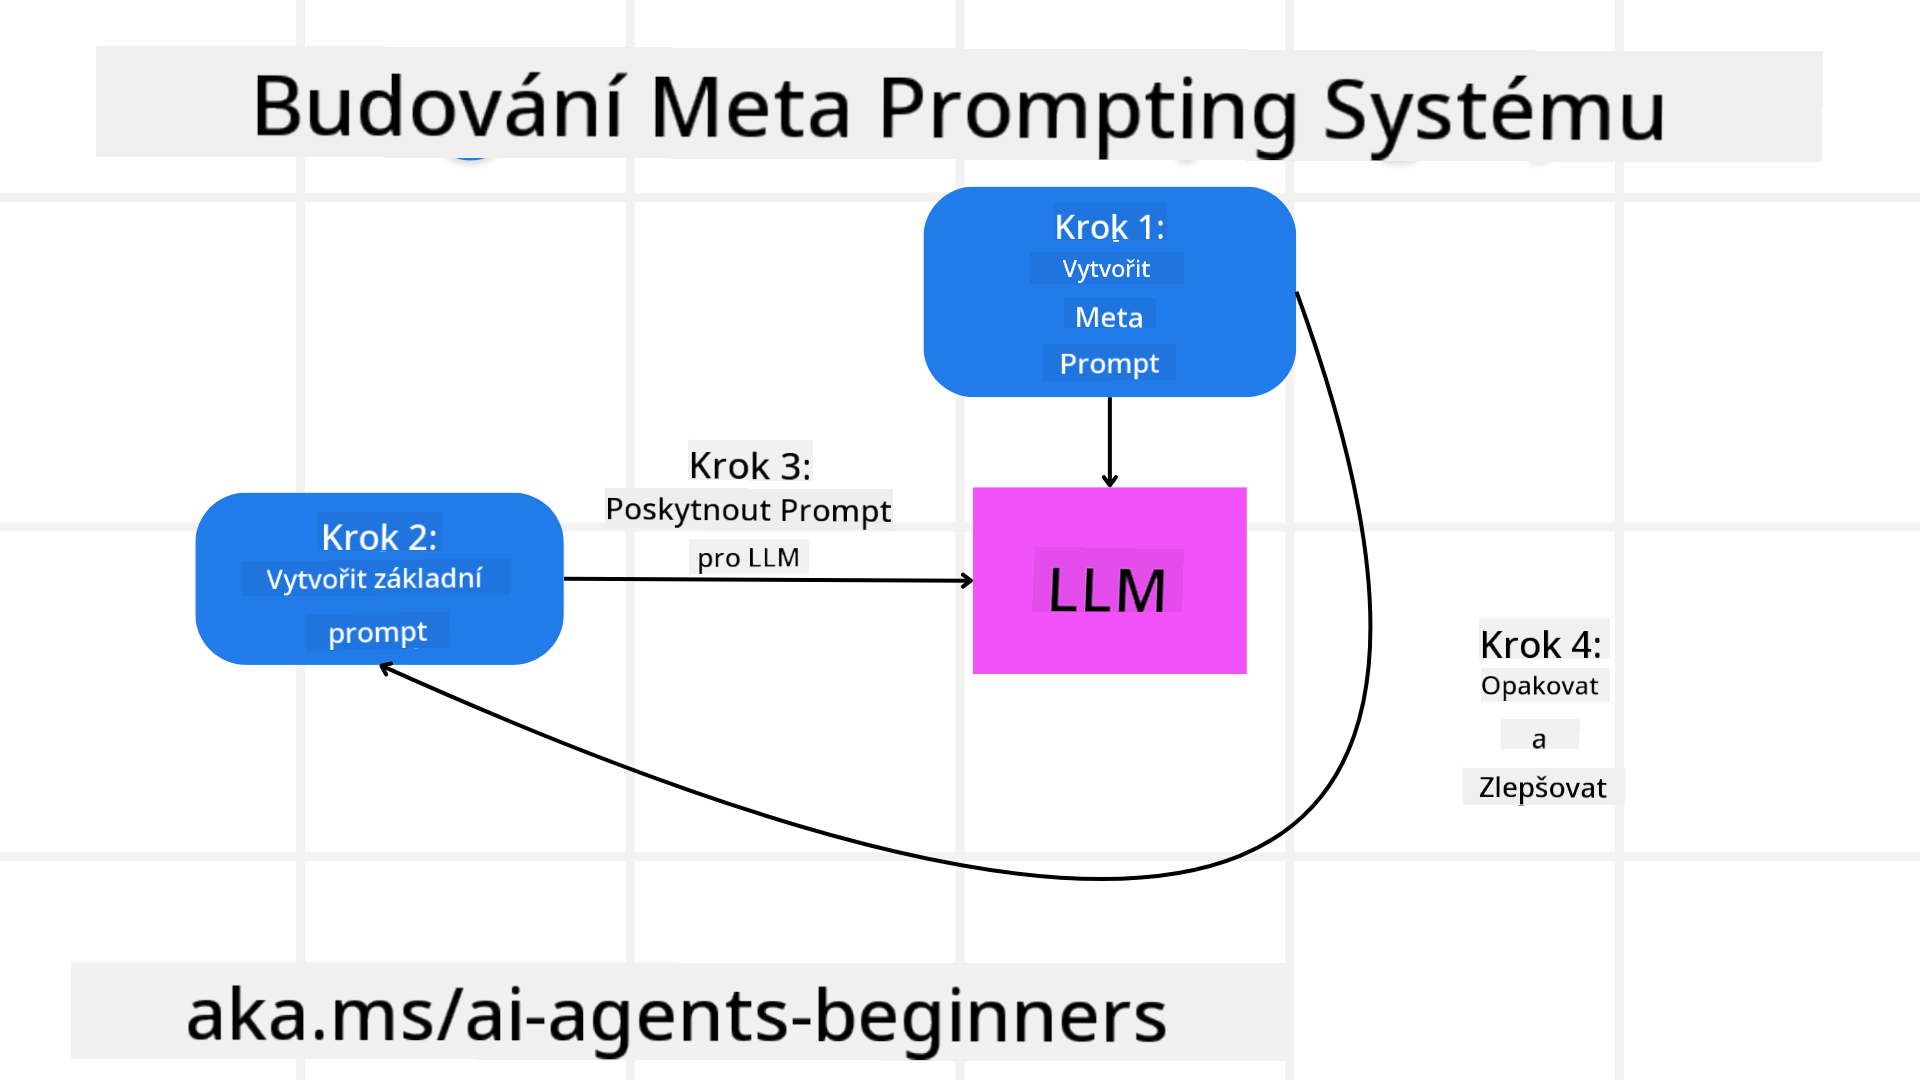 Budování Meta Prompting Systému
Krok 1:
Vytvořit
Meta
Prompt
Krok 3:
Poskytnout Prompt
pro LLM
Krok 2:
Vytvořit základní
prompt
LLM
Krok 4:
Opakovat
a
Zlepšovat
aka.ms/ai-agents-beginners